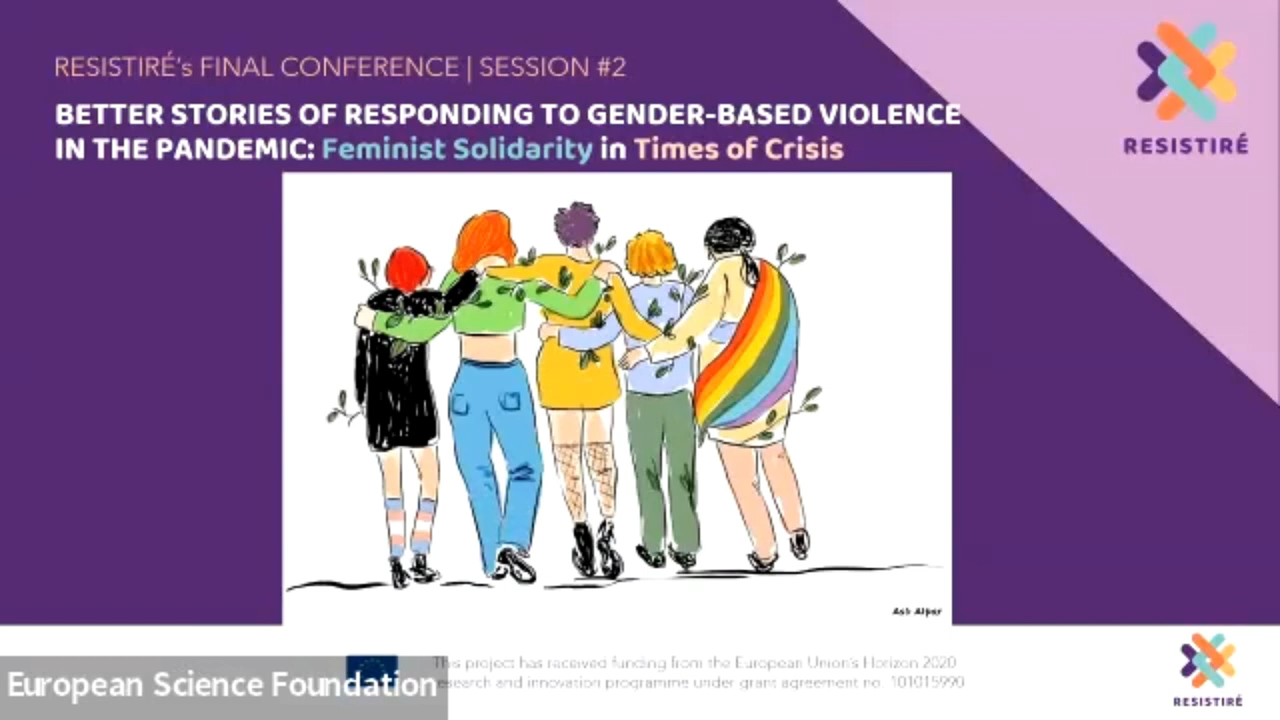 RESISTIRÉ's FINAL CONFERENCE | SESSION #2
BETTER STORIES OF RESPONDING TO GENDER-BASED VIOLENCE
IN THE PANDEMIC: Feminist Solidarity in Times of Crisis
RESISTIRÉ
Aslı Alpar
This project has received funding from the European Union's Horizon 2020
research and innovation programme under grant agreement no. 101015990
European Science Foundation
RESISTIRÉ